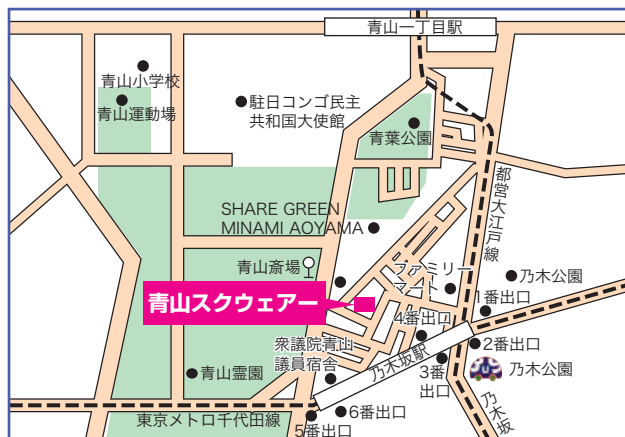 青山一丁目駅
青山小学校
青山運動場
駐日コンゴ民主
共和国大使館
青葉公園
都営大江戸線
SHARE GREEN
MINAMI AOYAMA
青山斎場
ファミリー
マート
乃木公園
青山スクウェアー
1番出口
4番出口
衆議院青山
議員宿舎
乃木坂駅
2番出口
3番
出口
乃木公園
青山霊園
乃木坂
東京メトロ千代田線
6番出口
5番出口